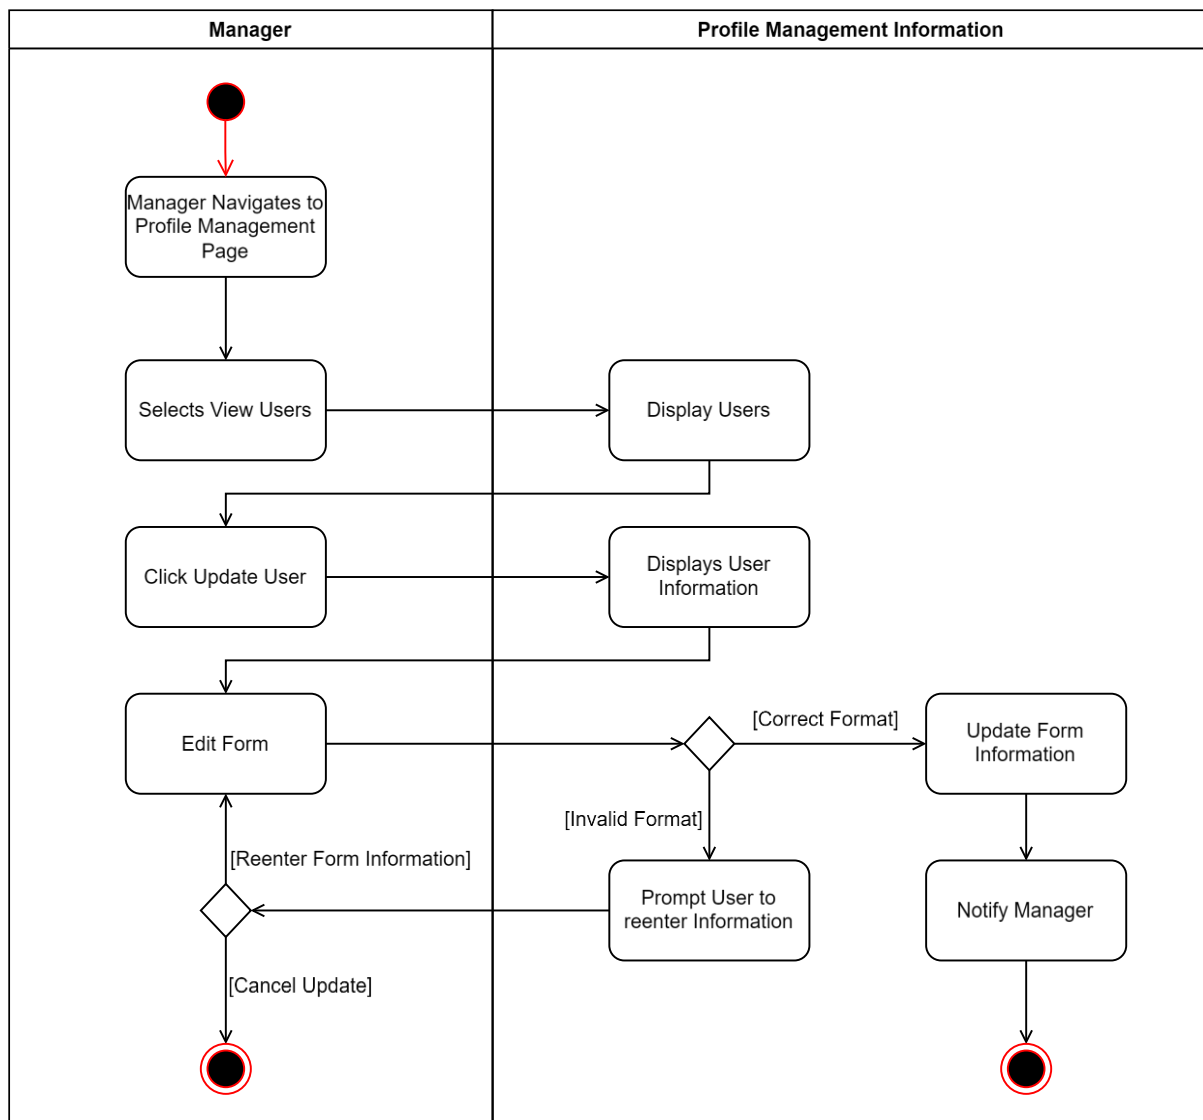 Manager
Profile Management Information
Manager Navigates to
Profile Management
Page
Selects View Users
Display Users
Click Update User
Displays User
Information
Edit Form
[Correct Format]
Update Form
Information
[Invalid Format]
[Reenter Form Information]
Prompt User to
reenter Information
Notify Manager
[Cancel Update]